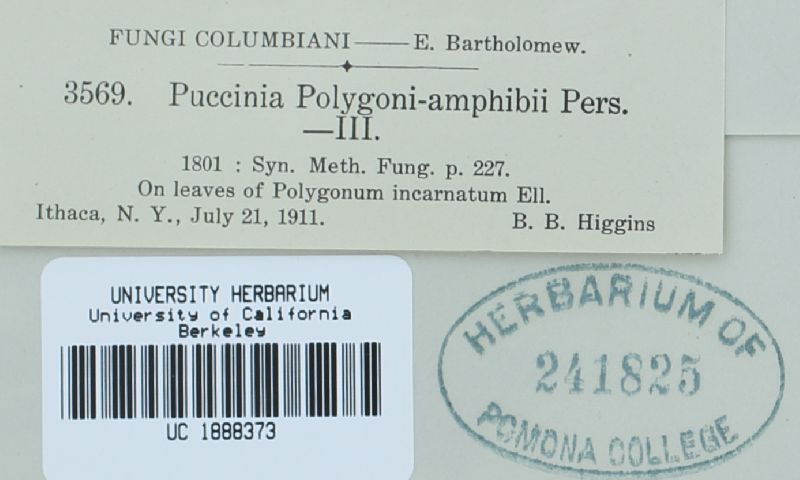 FUNGI COLUMBIANI — E. Bartholomew.
3569. Puccinia Polygoni-amphibii Pers.
—III.
1801 : Syn. Meth. Fung. p. 227.
On leaves of Polygonum incarnatum Ell.
Ithaca, N. Y., July 21, 1911. B. B. Higgins
UNIVERSITY HERBARIUM
University of California
Berkeley
UC 1888373
HERBARIUM OF
241825
POMONA COLLEGE